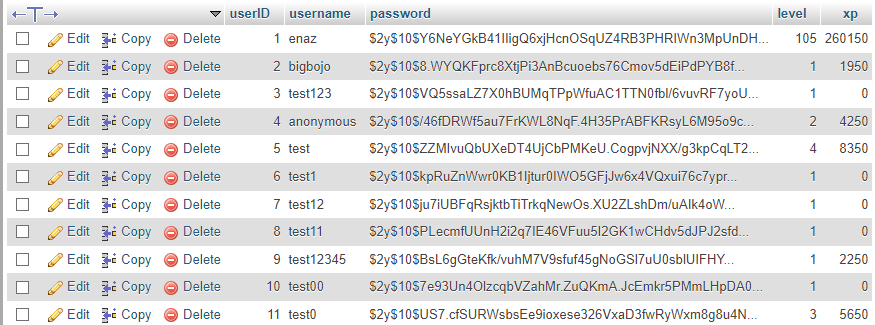 userID username password level xp
Edit Copy Delete 1 enaz $2y$10$Y6NeYGkB41IIigQ6xjHcnOSqUZ4RB3PHRIWn3MpUnDH... 105 260150
Edit Copy Delete 2 bigbojo $2y$10$8.WYQKFprc8XtjPi3AnBcuoebs76Cmov5dEiPdPYB8f... 1 1950
Edit Copy Delete 3 test123 $2y$10$VQ5ssaLZ7X0hBUMqTPpWfuAC1TTN0fbl/6vuvRF7yoU... 1 0
Edit Copy Delete 4 anonymous $2y$10$/46fDRWf5au7FrKWL8NqF.4H35PrABFKRsyL6M95o9c... 2 4250
Edit Copy Delete 5 test $2y$10$ZZMIvuQbUXeDT4UjCbPMKeU.CogpvjNXX/g3kpCqLT2... 4 8350
Edit Copy Delete 6 test1 $2y$10$kpRuZnWwr0KB1Ijtur0IWO5GFjJw6x4VQxui76c7ypr... 1 0
Edit Copy Delete 7 test12 $2y$10$ju7iUBFqRsjktbTiTrkqNewOs.XU2ZLshDm/uAIk4oW... 1 0
Edit Copy Delete 8 test11 $2y$10$PLecmfUUnH2i2q7IE46VFuu5I2GK1wCHdv5dJPJ2sfd... 1 0
Edit Copy Delete 9 test12345 $2y$10$BsL6gGteKfk/vuhM7V9sfuf45gNoGSI7uU0sbIUIFHY... 1 2250
Edit Copy Delete 10 test00 $2y$10$7e93Un4OlzcqbVZahMr.ZuQKmA.JcEmkr5PMmLHpDA0... 1 0
Edit Copy Delete 11 test0 $2y$10$US7.cfSURWsbsEe9ioxese326VxaD3fwRyWxm8g8u4N... 3 5650